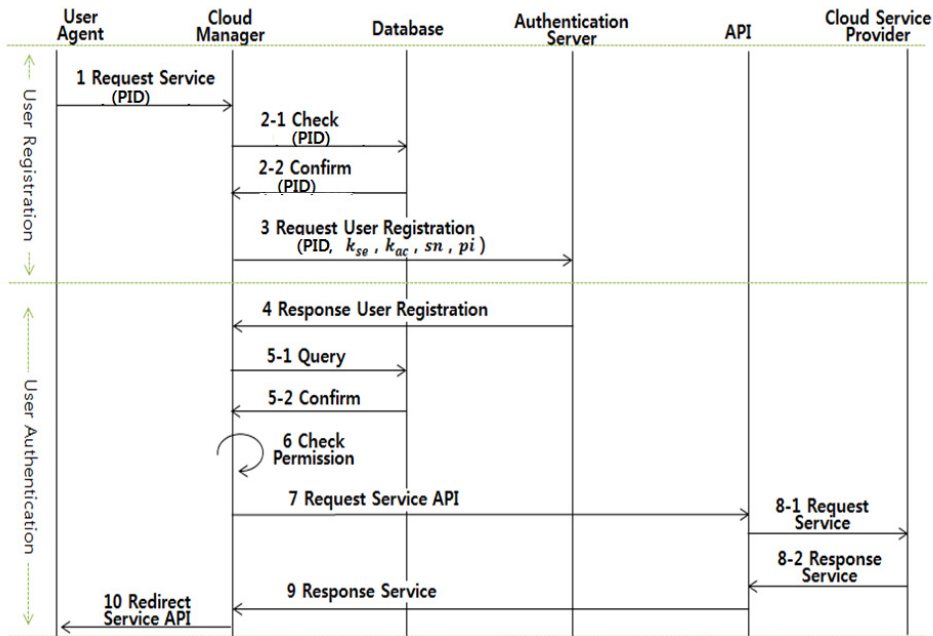 User
Agent
Cloud
Manager
Database
Authentication
Server
API
Cloud Service
Provider
User Registration
1 Request Service
(PID)
2-1 Check
(PID)
2-2 Confirm
(PID)
3 Request User Registration
(PID, k_se , k_ac , sn , pi )
User Authentication
4 Response User Registration
5-1 Query
5-2 Confirm
6 Check
Permission
7 Request Service API
8-1 Request
Service
8-2 Response
Service
9 Response Service
10 Redirect
Service API